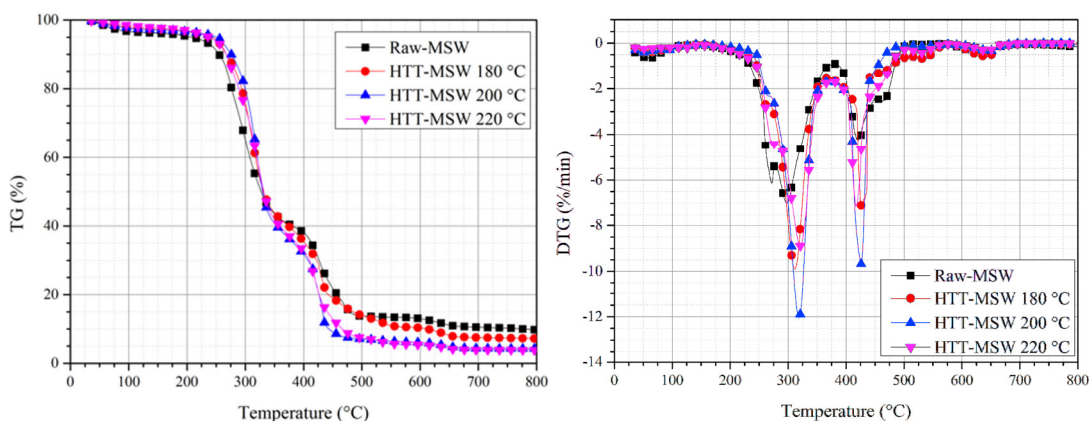 100
80
60
40
20
0
TG (%)
0 100 200 300 400 500 600 700 800
Temperature (°C)
Raw-MSW
HTT-MSW 180 °C
HTT-MSW 200 °C
HTT-MSW 220 °C
0
-2
-4
-6
-8
-10
-12
-14
DTG (%/min)
0 100 200 300 400 500 600 700 800
Temperature (°C)
Raw-MSW
HTT-MSW 180 °C
HTT-MSW 200 °C
HTT-MSW 220 °C